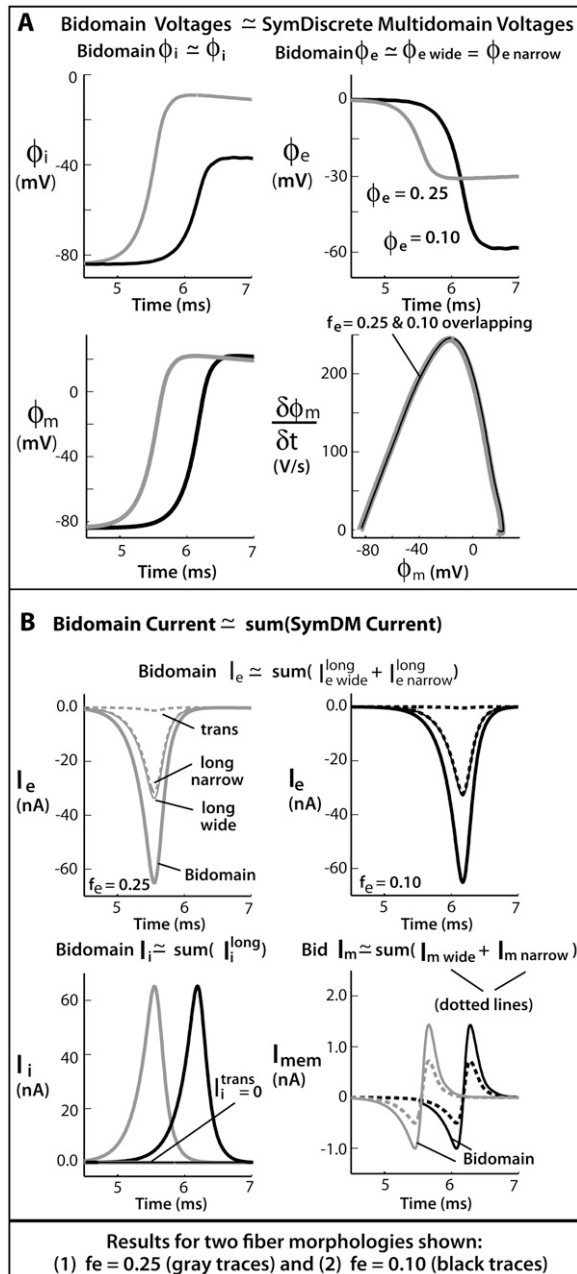 A Bidomain Voltages ≃ SymDiscrete Multidomain Voltages
Bidomain ϕi ≃ ϕi
Bidomain ϕe ≃ ϕe wide = ϕe narrow
0
-40
-80
ϕi
(mV)
5 6 7
Time (ms)
0
-30
-60
ϕe
(mV)
ϕe = 0. 25
ϕe = 0.10
5 6 7
Time (ms)
0
-40
-80
ϕm
(mV)
5 6 7
Time (ms)
fe = 0.25 & 0.10 overlapping
200
100
0
δϕm
δt
(V/s)
-80 -40 0
ϕm (mV)
B Bidomain Current ≃ sum(SymDM Current)
Bidomain Ie ≃ sum( I long e wide + I long e narrow )
0.0
-20
-40
-60
Ie
(nA)
trans
long
narrow
long
wide
Bidomain
fe = 0.25
5 6 7
Time (ms)
0.0
-20
-40
-60
Ie
(nA)
fe = 0.10
5 6 7
Time (ms)
Bidomain Ii ≃ sum( I long i )
60
40
20
0.0
Ii
(nA)
I trans i = 0
5 6 7
Time (ms)
Bid Im ≃ sum( Im wide + Im narrow )
(dotted lines)
2.0
1.0
0
-1.0
Imem
(nA)
Bidomain
5 6 7
Time (ms)
Results for two fiber morphologies shown:
(1) fe = 0.25 (gray traces) and (2) fe = 0.10 (black traces)